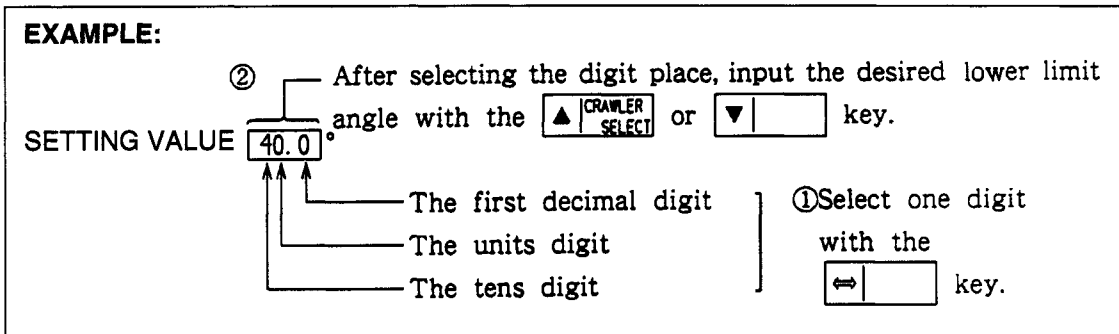 EXAMPLE:
② After selecting the digit place, input the desired lower limit
angle with the ▲ CRAWLER SELECT or ▼ key.
SETTING VALUE 40.0°
The first decimal digit
The units digit
The tens digit
①Select one digit
with the
⇔ key.